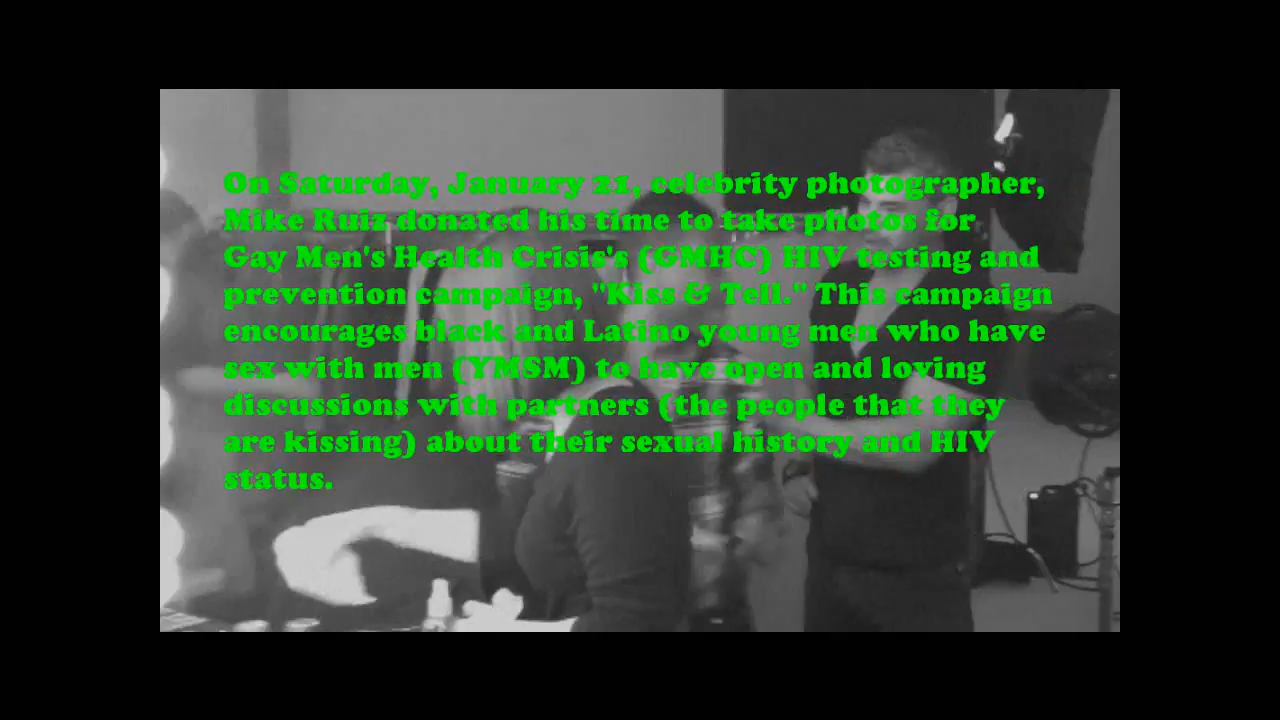 On Saturday, January 21, celebrity photographer,
Mike Ruiz donated his time to take photos for
Gay Men's Health Crisis's (GMHC) HIV testing and
prevention campaign, "Kiss & Tell." This campaign
encourages black and Latino young men who have
sex with men (YMSM) to have open and loving
discussions with partners (the people that they
are kissing) about their sexual history and HIV
status.